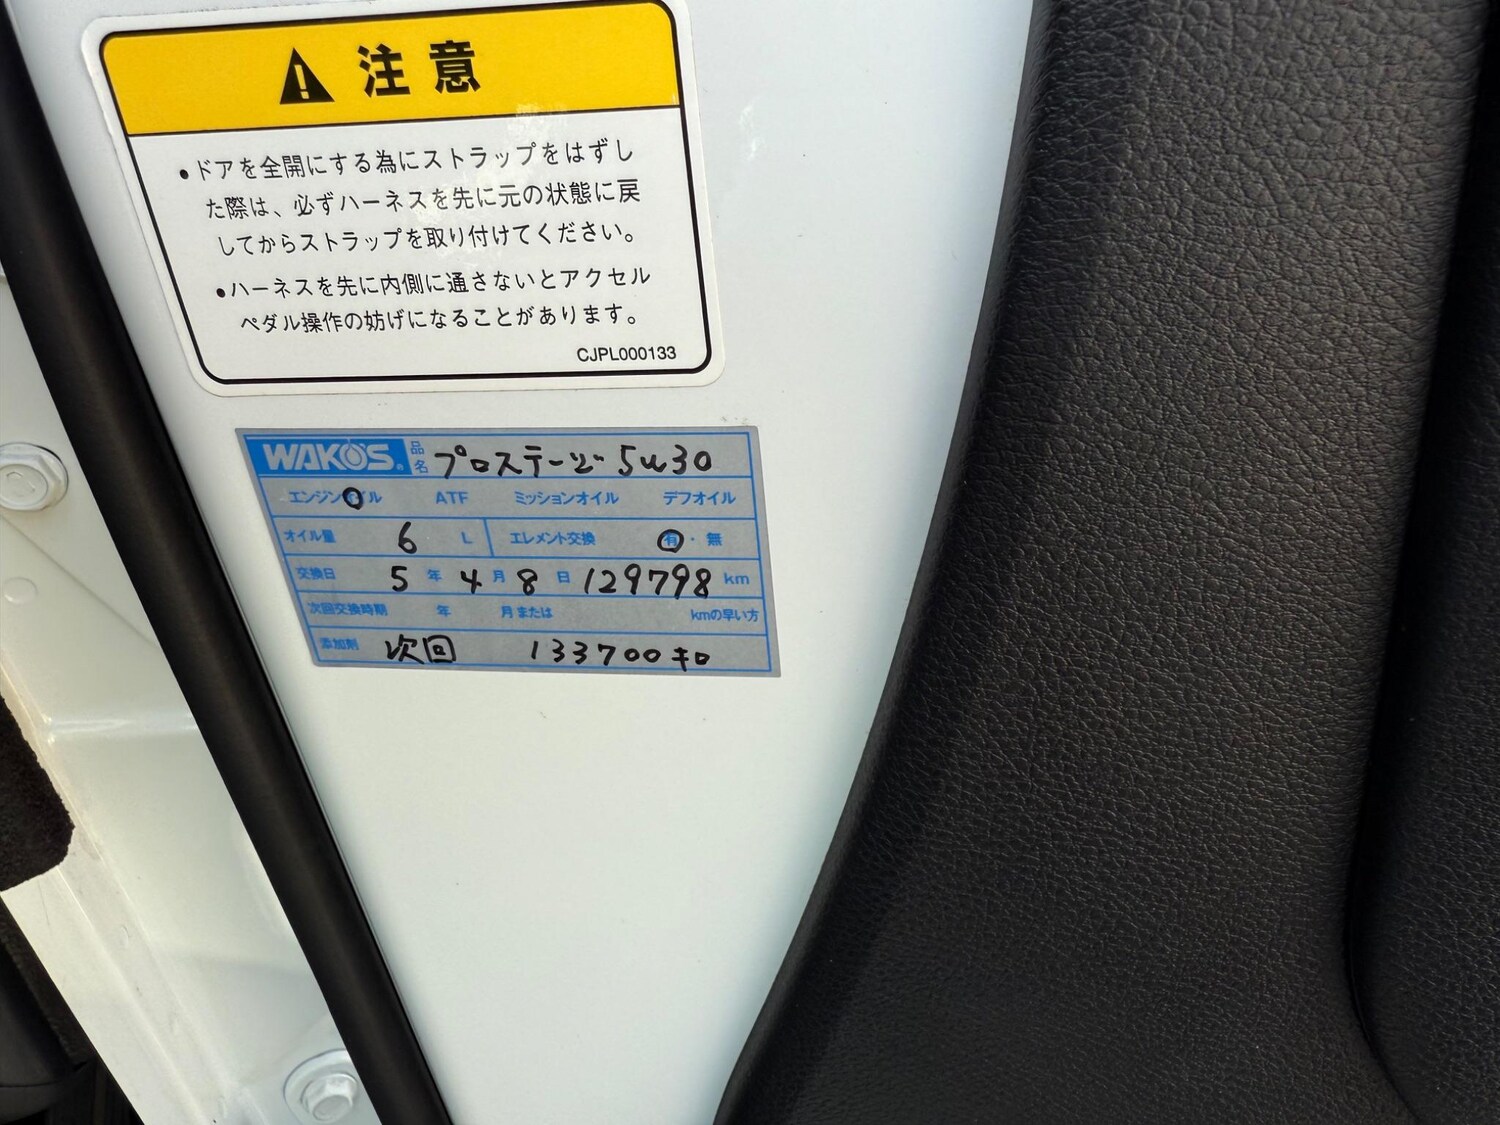 注意
•ドアを全開にする為にストラップをはずし
た際は、必ずハーネスを先に元の状態に戻
してからストラップを取り付けてください。
•ハーネスを先に内側に通さないとアクセル
ペダル操作の妨げになることがあります。
CJPL000133
WAKO'S® 品名 プロステージ 5w30
エンジンオイル ATF ミッションオイル デフオイル
オイル量 6 L エレメント交換 有・無
交換日 5年 4月 8日 129798 km
次回交換時期 年 月または kmの早い方
添加剤 次回 133700キロ